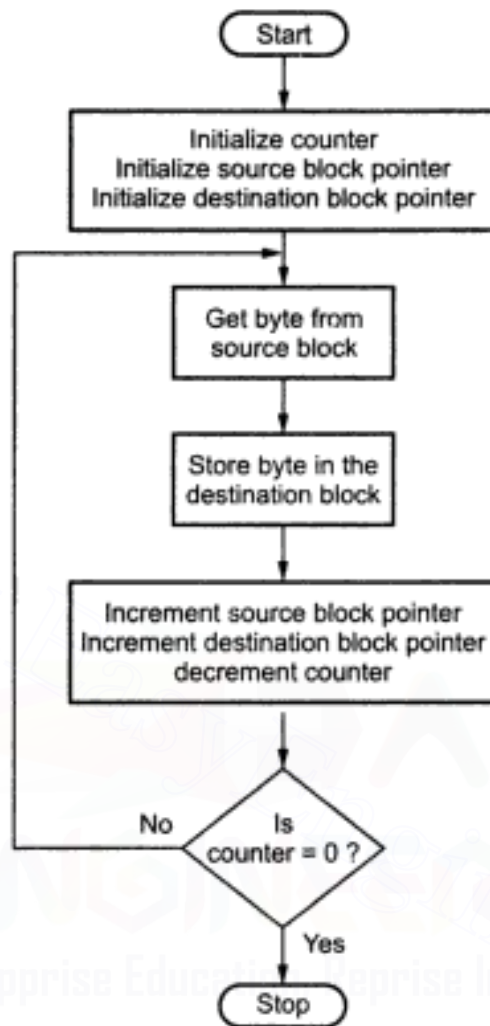 Start
Initialize counter
Initialize source block pointer
Initialize destination block pointer
Get byte from
source block
Store byte in the
destination block
Increment source block pointer
Increment destination block pointer
decrement counter
No
Is
counter = 0 ?
Yes
Stop